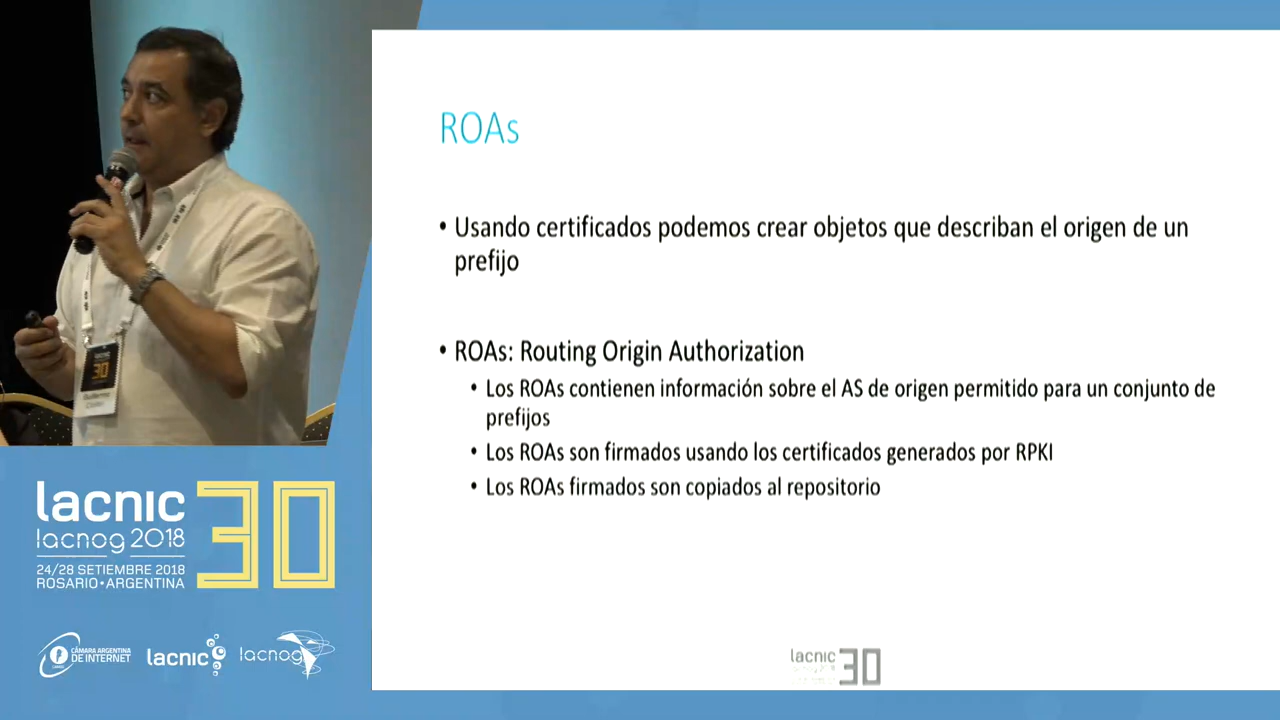 ROAs
• Usando certificados podemos crear objetos que describan el origen de un
prefijo
• ROAs: Routing Origin Authorization
• Los ROAs contienen información sobre el AS de origen permitido para un conjunto de
prefijos
• Los ROAs son firmados usando los certificados generados por RPKI
• Los ROAs firmados son copiados al repositorio
lacnic 30
lacnog 2018
24/28 SETIEMBRE 2018
ROSARIO•ARGENTINA
CÁMARA ARGENTINA
DE INTERNET
lacnic
lacnog
lacnic 30
lacnic
30
Guillermo